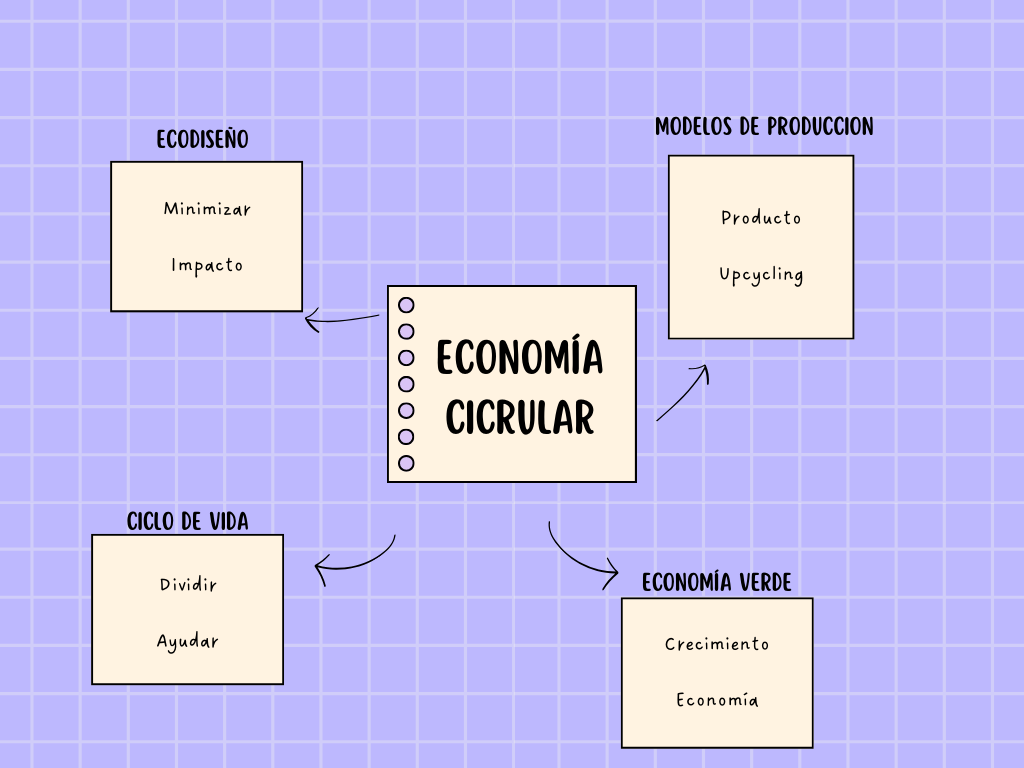 ECODISEÑO
Minimizar
Impacto
MODELOS DE PRODUCCION
Producto
Upcycling
ECONOMÍA
CICRULAR
CICLO DE VIDA
Dividir
Ayudar
ECONOMÍA VERDE
Crecimiento
Economía